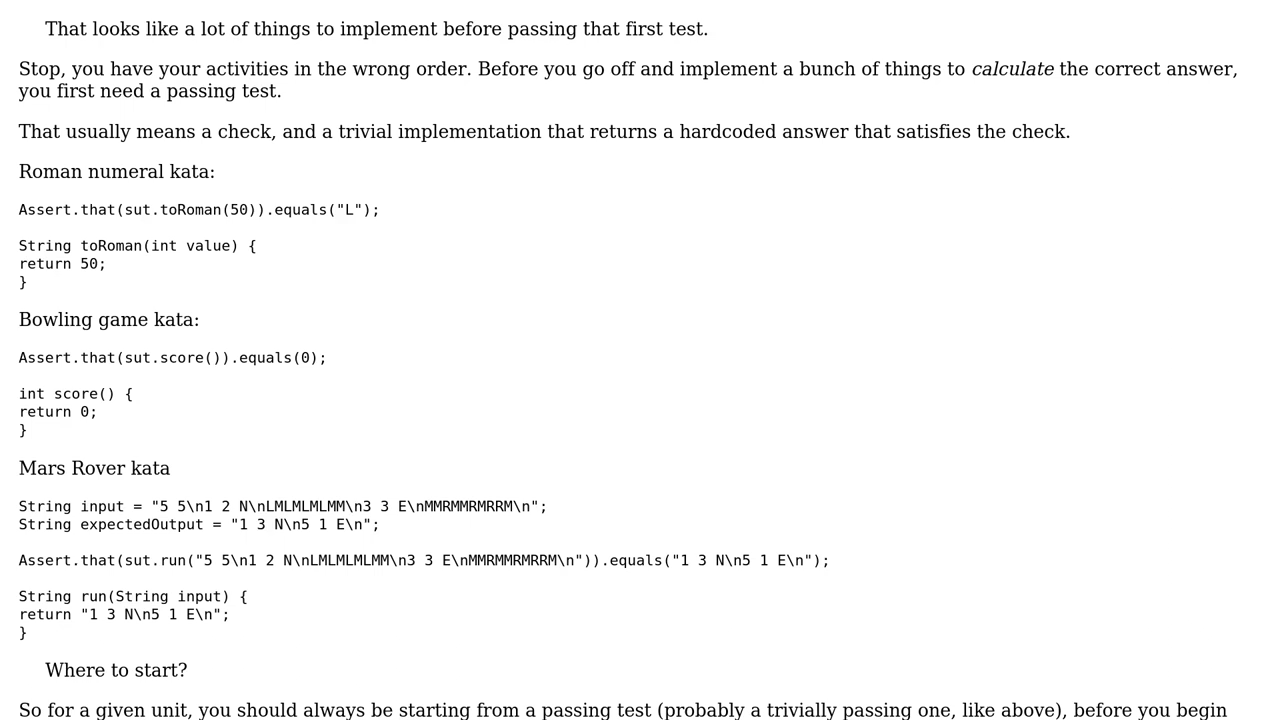 That looks like a lot of things to implement before passing that first test.
Stop, you have your activities in the wrong order. Before you go off and implement a bunch of things to calculate the correct answer,
you first need a passing test.
That usually means a check, and a trivial implementation that returns a hardcoded answer that satisfies the check.
Roman numeral kata:
Assert.that(sut.toRoman(50)).equals("L");
String toRoman(int value) {
return 50;
}
Bowling game kata:
Assert.that(sut.score()).equals(0);
int score() {
return 0;
}
Mars Rover kata
String input = "5 5\n1 2 N\nLMLMLMLMM\n3 3 E\nMMRMMRMRRM\n";
String expectedOutput = "1 3 N\n5 1 E\n";
Assert.that(sut.run("5 5\n1 2 N\nLMLMLMLMM\n3 3 E\nMMRMMRMRRM\n")).equals("1 3 N\n5 1 E\n");
String run(String input) {
return "1 3 N\n5 1 E\n";
}
Where to start?
So for a given unit, you should always be starting from a passing test (probably a trivially passing one, like above), before you begin